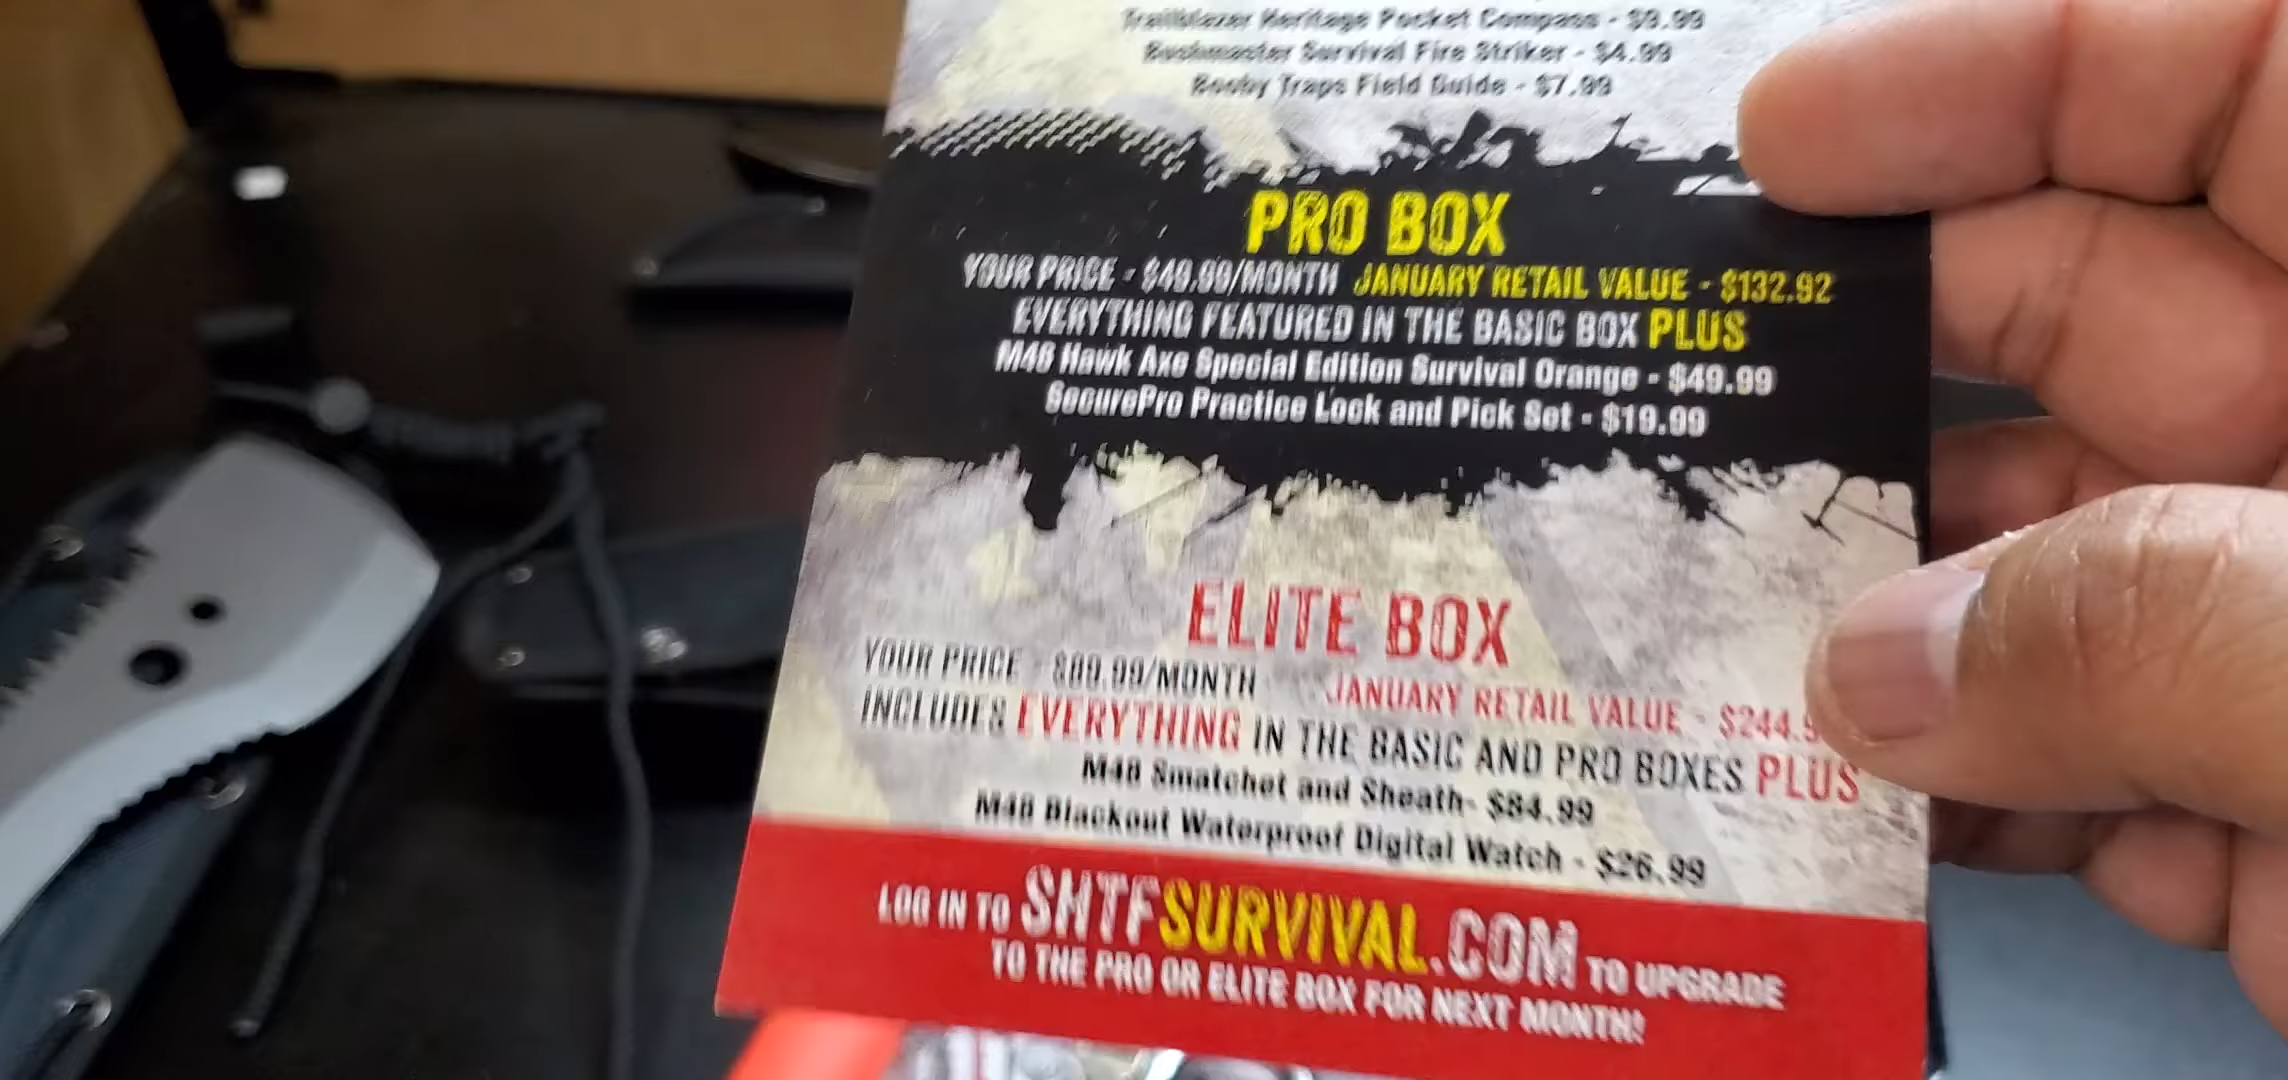 Trailblazer Heritage Pocket Compass - $9.99
Bushmaster Survival Fire Striker - $4.99
Booby Traps Field Guide - $7.99
PRO BOX
YOUR PRICE - $49.99/MONTH JANUARY RETAIL VALUE - $132.92
EVERYTHING FEATURED IN THE BASIC BOX PLUS
M48 Hawk Axe Special Edition Survival Orange - $49.99
SecurePro Practice Lock and Pick Set - $19.99
ELITE BOX
YOUR PRICE - /MONTH JANUARY RETAIL VALUE - $244.9
INCLUDES EVERYTHING IN THE BASIC AND PRO BOXES PLUS
M48 Smatchet and Sheath- $84.99
M48 Blackout Waterproof Digital Watch - $26.99
LOG IN TO SHTFSURVIVAL.COM TO UPGRADE
TO THE PRO OR ELITE BOX FOR NEXT MONTH!